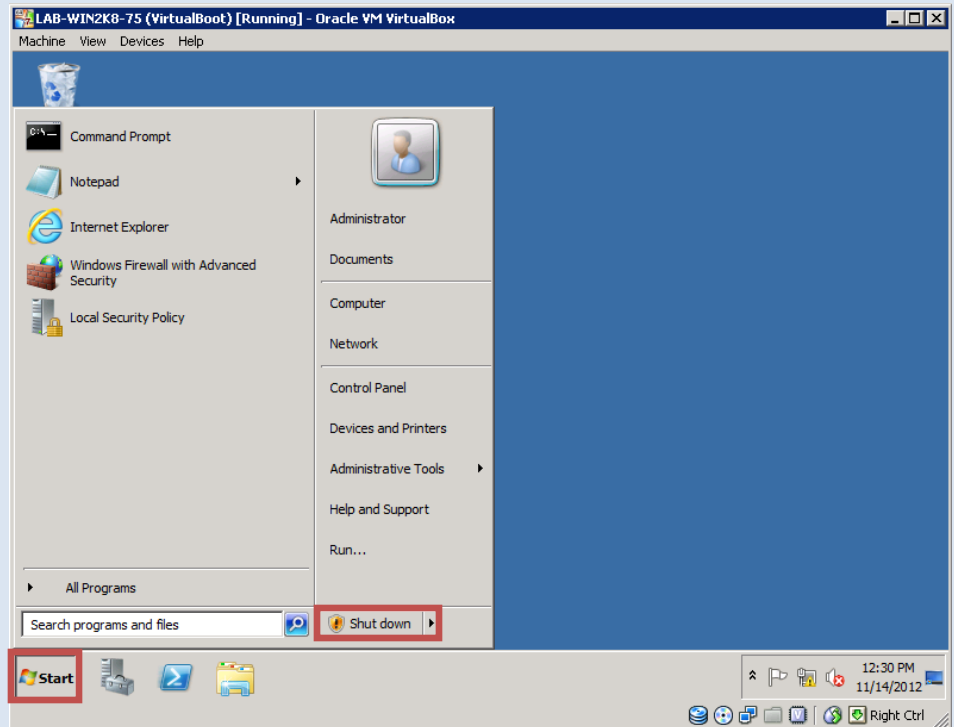 LAB-WIN2K8-75 (VirtualBoot) [Running] - Oracle VM VirtualBox
Machine View Devices Help
C:\_
Command Prompt
Notepad
Internet Explorer
Windows Firewall with Advanced
Security
Local Security Policy
All Programs
Search programs and files
Administrator
Documents
Computer
Network
Control Panel
Devices and Printers
Administrative Tools
Help and Support
Run...
Shut down
Start
12:30 PM
11/14/2012
Right Ctrl